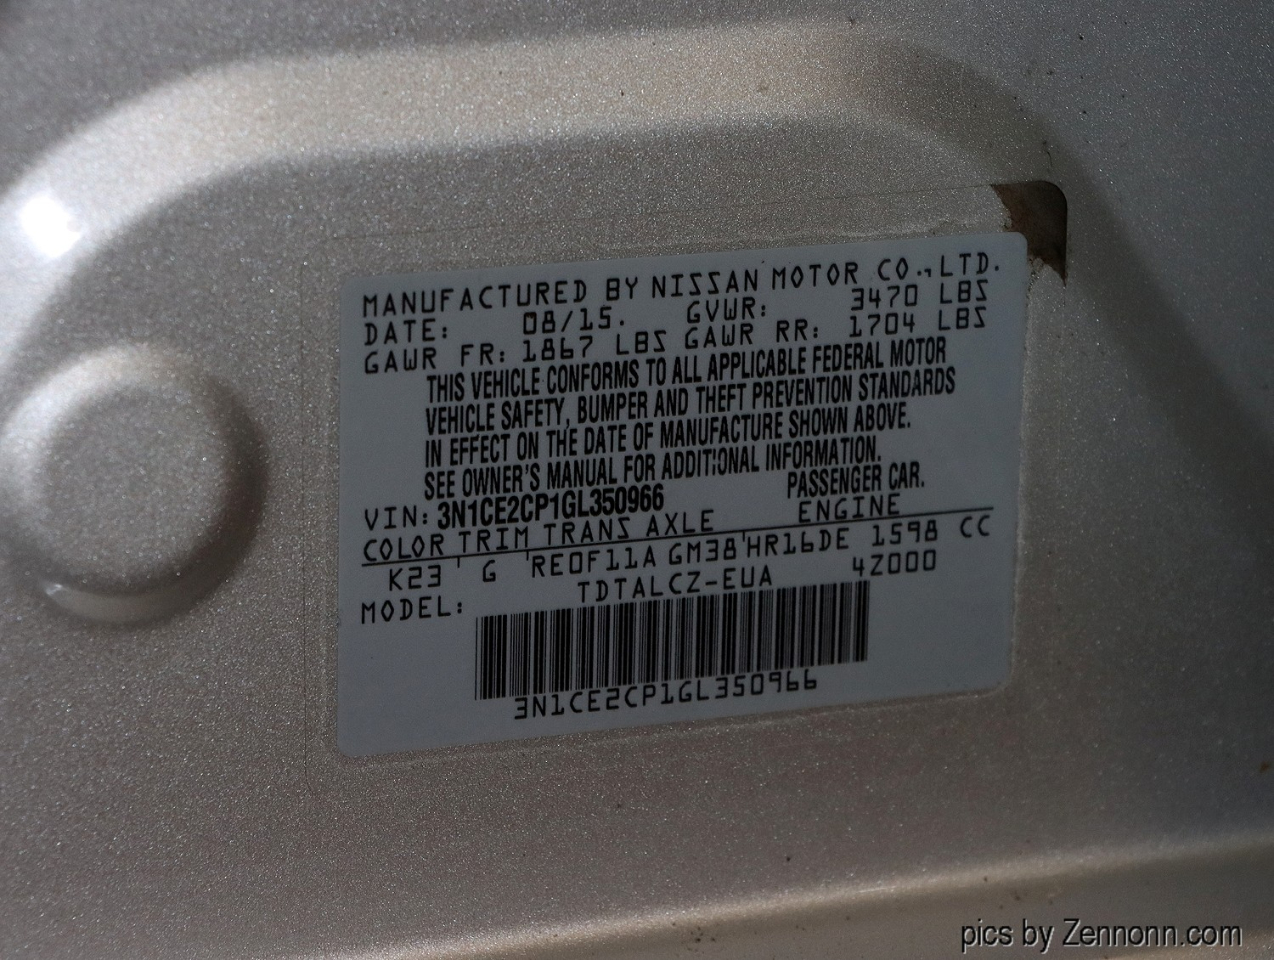 MANUFACTURED BY NISSAN MOTOR CO., LTD.
DATE: 08/15. GVWR: 3470 LBS
GAWR FR: 1867 LBS GAWR RR: 1704 LBS
THIS VEHICLE CONFORMS TO ALL APPLICABLE FEDERAL MOTOR
VEHICLE SAFETY, BUMPER AND THEFT PREVENTION STANDARDS
IN EFFECT ON THE DATE OF MANUFACTURE SHOWN ABOVE.
SEE OWNER'S MANUAL FOR ADDITIONAL INFORMATION.
VIN: 3N1CE2CP1GL350966 PASSENGER CAR.
COLOR TRIM TRANS AXLE ENGINE
K23 ' G 'RE0F11A GM38'HR16DE 1598 CC
MODEL: TDTALCZ-EUA 4Z000
3N1CE2CP1GL350966
pics by Zennonn.com